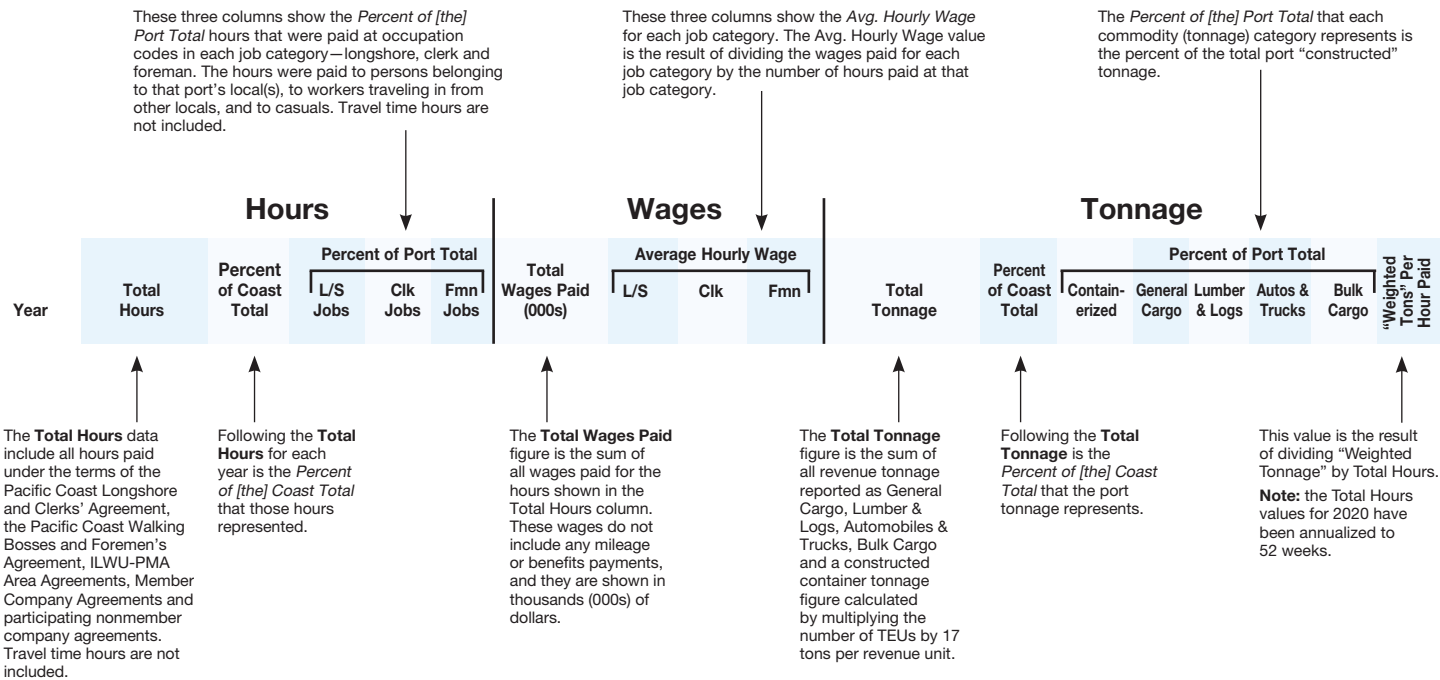 These three columns show the Percent of [the]
Port Total hours that were paid at occupation
codes in each job category—longshore, clerk and
foreman. The hours were paid to persons belonging
to that port's local(s), to workers traveling in from
other locals, and to casuals. Travel time hours are
not included.
These three columns show the Avg. Hourly Wage
for each job category. The Avg. Hourly Wage value
is the result of dividing the wages paid for each
job category by the number of hours paid at that
job category.
The Percent of [the] Port Total that each
commodity (tonnage) category represents is
the percent of the total port “constructed”
tonnage.
Hours
Wages
Tonnage
Year
Total
Hours
Percent
of Coast
Total
Percent of Port Total
L/S
Jobs
Clk
Jobs
Fmn
Jobs
Total
Wages Paid
(000s)
Average Hourly Wage
L/S
Clk
Fmn
Total
Tonnage
Percent
of Coast
Total
Percent of Port Total
Contain-
erized
General
Cargo
Lumber
& Logs
Autos &
Trucks
Bulk
Cargo
“Weighted
Tons” Per
Hour Paid
The Total Hours data
include all hours paid
under the terms of the
Pacific Coast Longshore
and Clerks' Agreement,
the Pacific Coast Walking
Bosses and Foremen's
Agreement, ILWU-PMA
Area Agreements, Member
Company Agreements and
participating nonmember
company agreements.
Travel time hours are not
included.
Following the Total
Hours for each
year is the Percent
of [the] Coast Total
that those hours
represented.
The Total Wages Paid
figure is the sum of
all wages paid for the
hours shown in the
Total Hours column.
These wages do not
include any mileage
or benefits payments,
and they are shown in
thousands (000s) of
dollars.
The Total Tonnage
figure is the sum of
all revenue tonnage
reported as General
Cargo, Lumber &
Logs, Automobiles &
Trucks, Bulk Cargo
and a constructed
container tonnage
figure calculated
by multiplying the
number of TEUs by 17
tons per revenue unit.
Following the Total
Tonnage is the
Percent of [the] Coast
Total that the port
tonnage represents.
This value is the result
of dividing “Weighted
Tonnage” by Total Hours.
Note: the Total Hours
values for 2020 have
been annualized to
52 weeks.